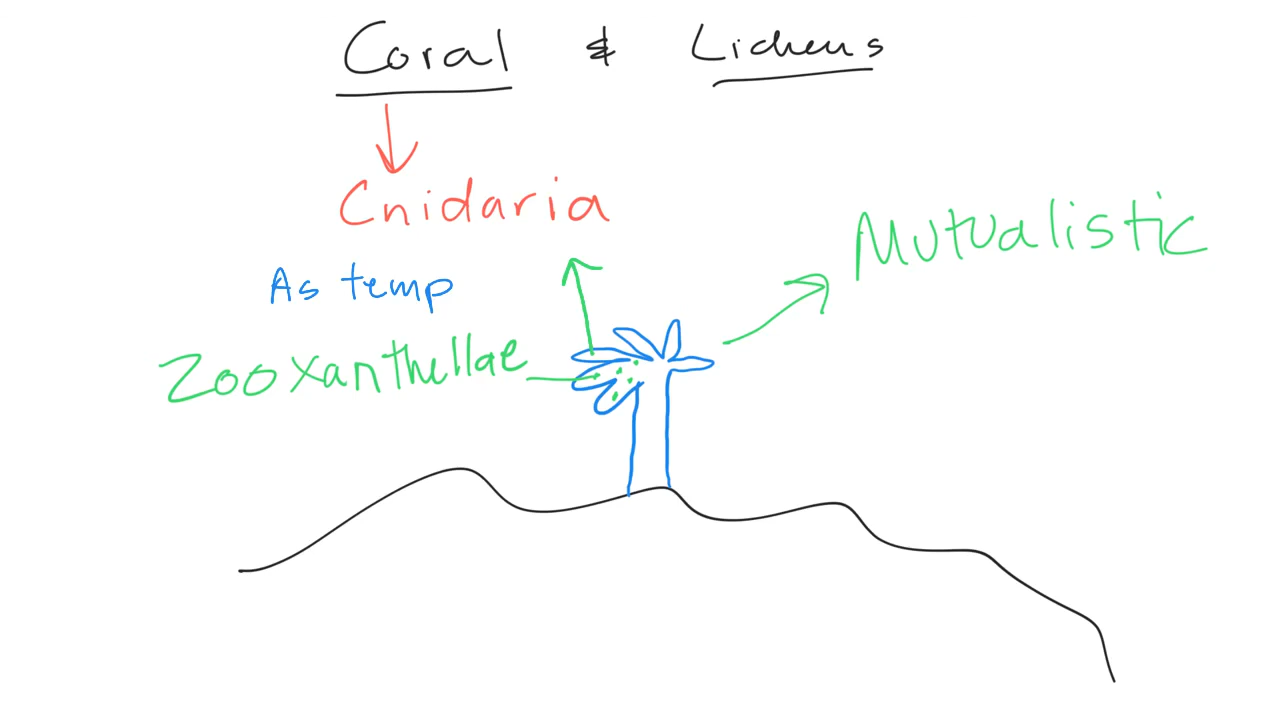 Coral & Lichens
Cnidaria
Mutualistic
As temp
Zooxanthellae